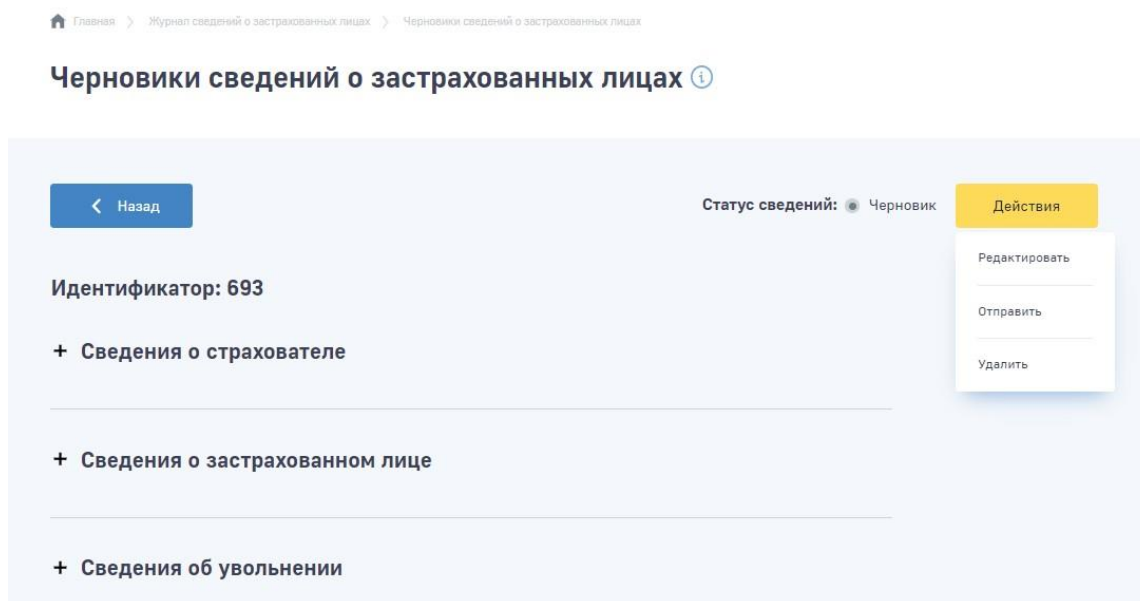 Главная > Журнал сведений о застрахованных лицах > Черновики сведений о застрахованных лицах
Черновики сведений о застрахованных лицах
Назад
Статус сведений: Черновик
Действия
Редактировать
Отправить
Удалить
Идентификатор: 693
+ Сведения о страхователе
+ Сведения о застрахованном лице
+ Сведения об увольнении